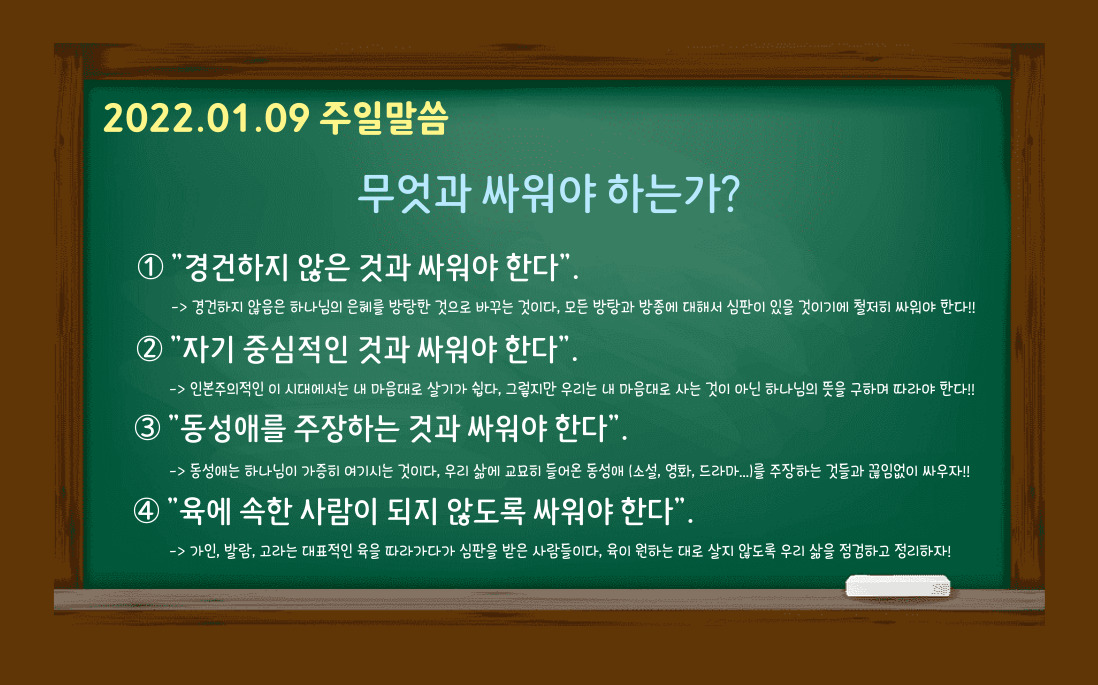 2022.01.09 주일말씀
무엇과 싸워야 하는가?
① "경건하지 않은 것과 싸워야 한다".
-> 경건하지 않음은 하나님의 은혜를 방탕한 것으로 바꾸는 것이다, 모든 방탕과 방종에 대해서 심판이 있을 것이기에 철저히 싸워야 한다!!
② "자기 중심적인 것과 싸워야 한다".
-> 인본주의적인 이 시대에서는 내 마음대로 살기가 쉽다, 그렇지만 우리는 내 마음대로 사는 것이 아닌 하나님의 뜻을 구하며 따라야 한다!!
③ "동성애를 주장하는 것과 싸워야 한다".
-> 동성애는 하나님이 가증히 여기시는 것이다, 우리 삶에 교묘히 들어온 동성애 (소설, 영화, 드라마...)를 주장하는 것들과 끊임없이 싸우자!!
④ "육에 속한 사람이 되지 않도록 싸워야 한다".
-> 가인, 발람, 고라는 대표적인 육을 따라가다가 심판을 받은 사람들이다, 육이 원하는 대로 살지 않도록 우리 삶을 점검하고 정리하자!